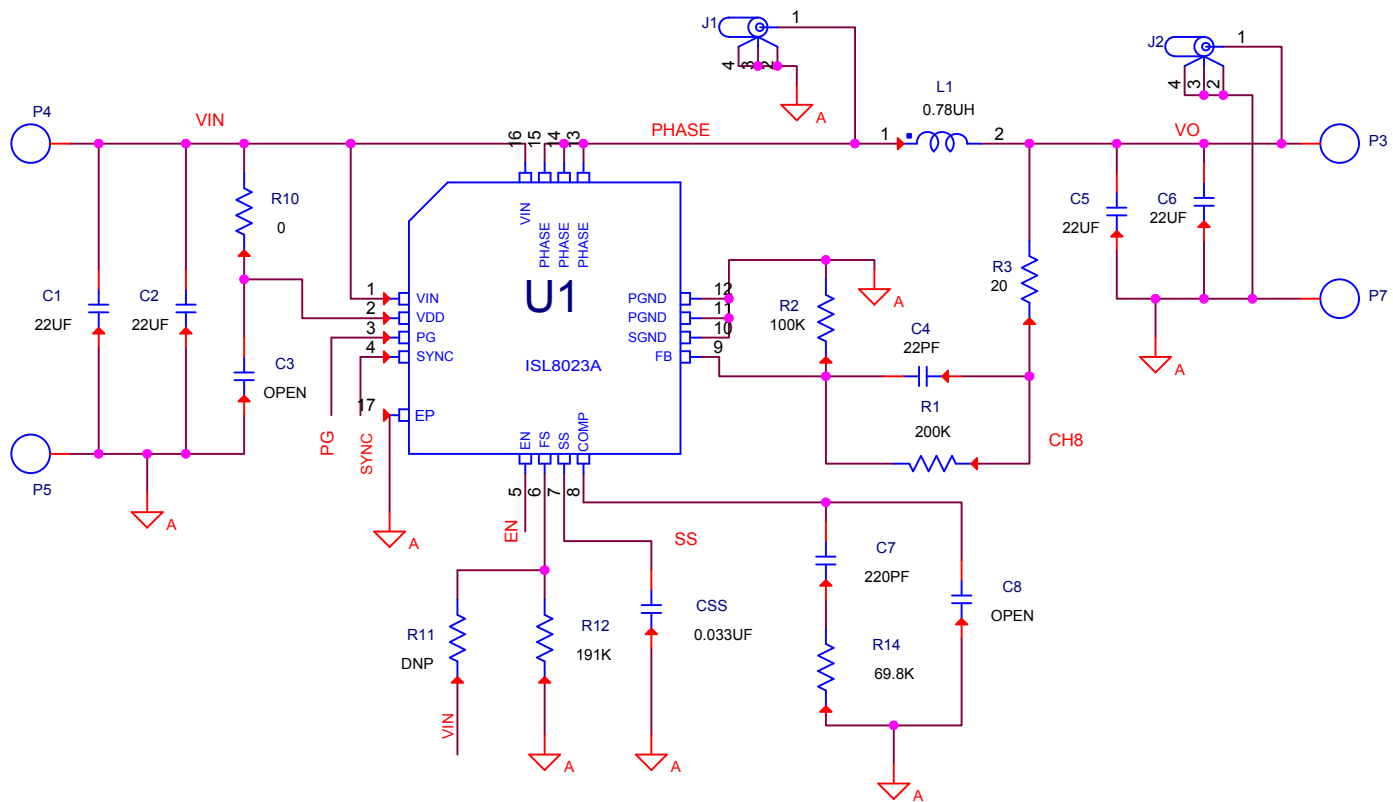 J1
1
4
3
2
A
J2
1
4
3
2
P4
VIN
16
15
14
13
PHASE
L1
0.78UH
1
2
VO
P3
R10
0
VIN
PHASE
PHASE
PHASE
C5
22UF
C6
22UF
R3
20
C1
22UF
C2
22UF
1
VIN
2
VDD
3
PG
4
SYNC
17
EP
U1
ISL8023A
PGND
12
PGND
11
SGND
10
FB
9
A
R2
100K
C4
22PF
R1
200K
CH8
P7
A
C3
OPEN
P5
A
PG
SYNC
A
EN
FS
SS
COMP
5
6
7
8
EN
SS
R11
DNP
VIN
R12
191K
A
CSS
0.033UF
A
C7
220PF
R14
69.8K
C8
OPEN
A